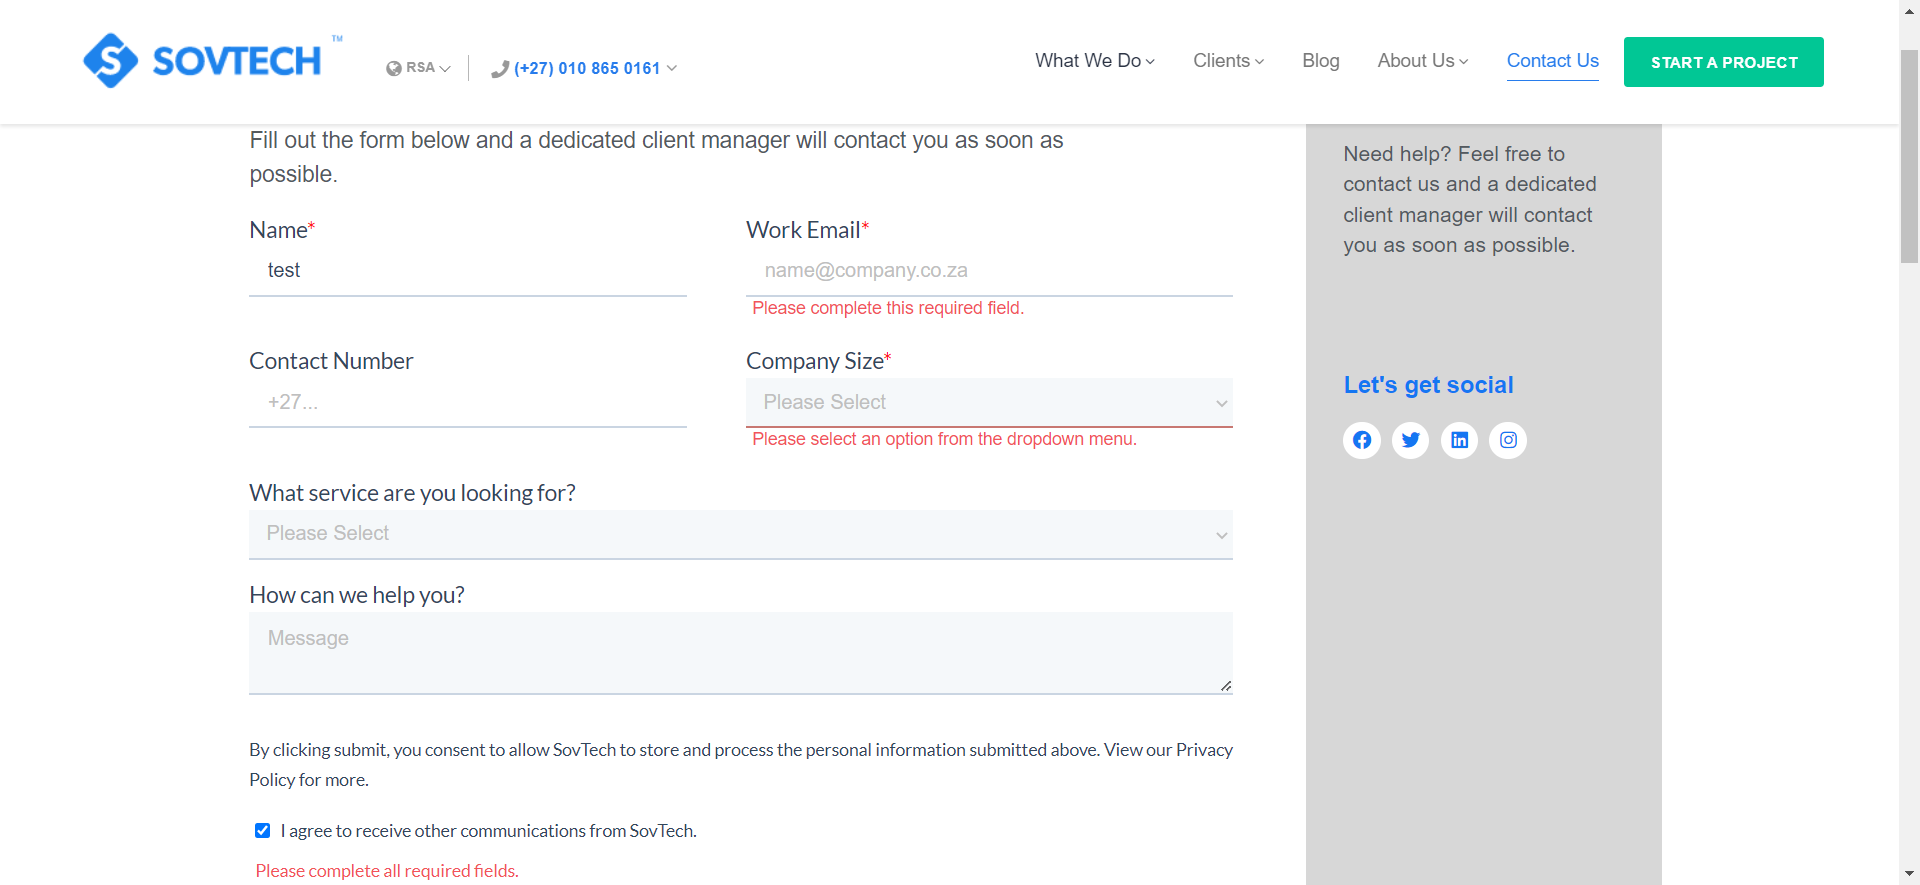 SOVTECH ™
RSA
(+27) 010 865 0161
What We Do
Clients
Blog
About Us
Contact Us
START A PROJECT
Fill out the form below and a dedicated client manager will contact you as soon as
possible.
Name*
test
Work Email*
name@company.co.za
Please complete this required field.
Contact Number
+27...
Company Size*
Please Select
Please select an option from the dropdown menu.
What service are you looking for?
Please Select
How can we help you?
Message
By clicking submit, you consent to allow SovTech to store and process the personal information submitted above. View our Privacy
Policy for more.
I agree to receive other communications from SovTech.
Please complete all required fields.
Need help? Feel free to
contact us and a dedicated
client manager will contact
you as soon as possible.
Let's get social